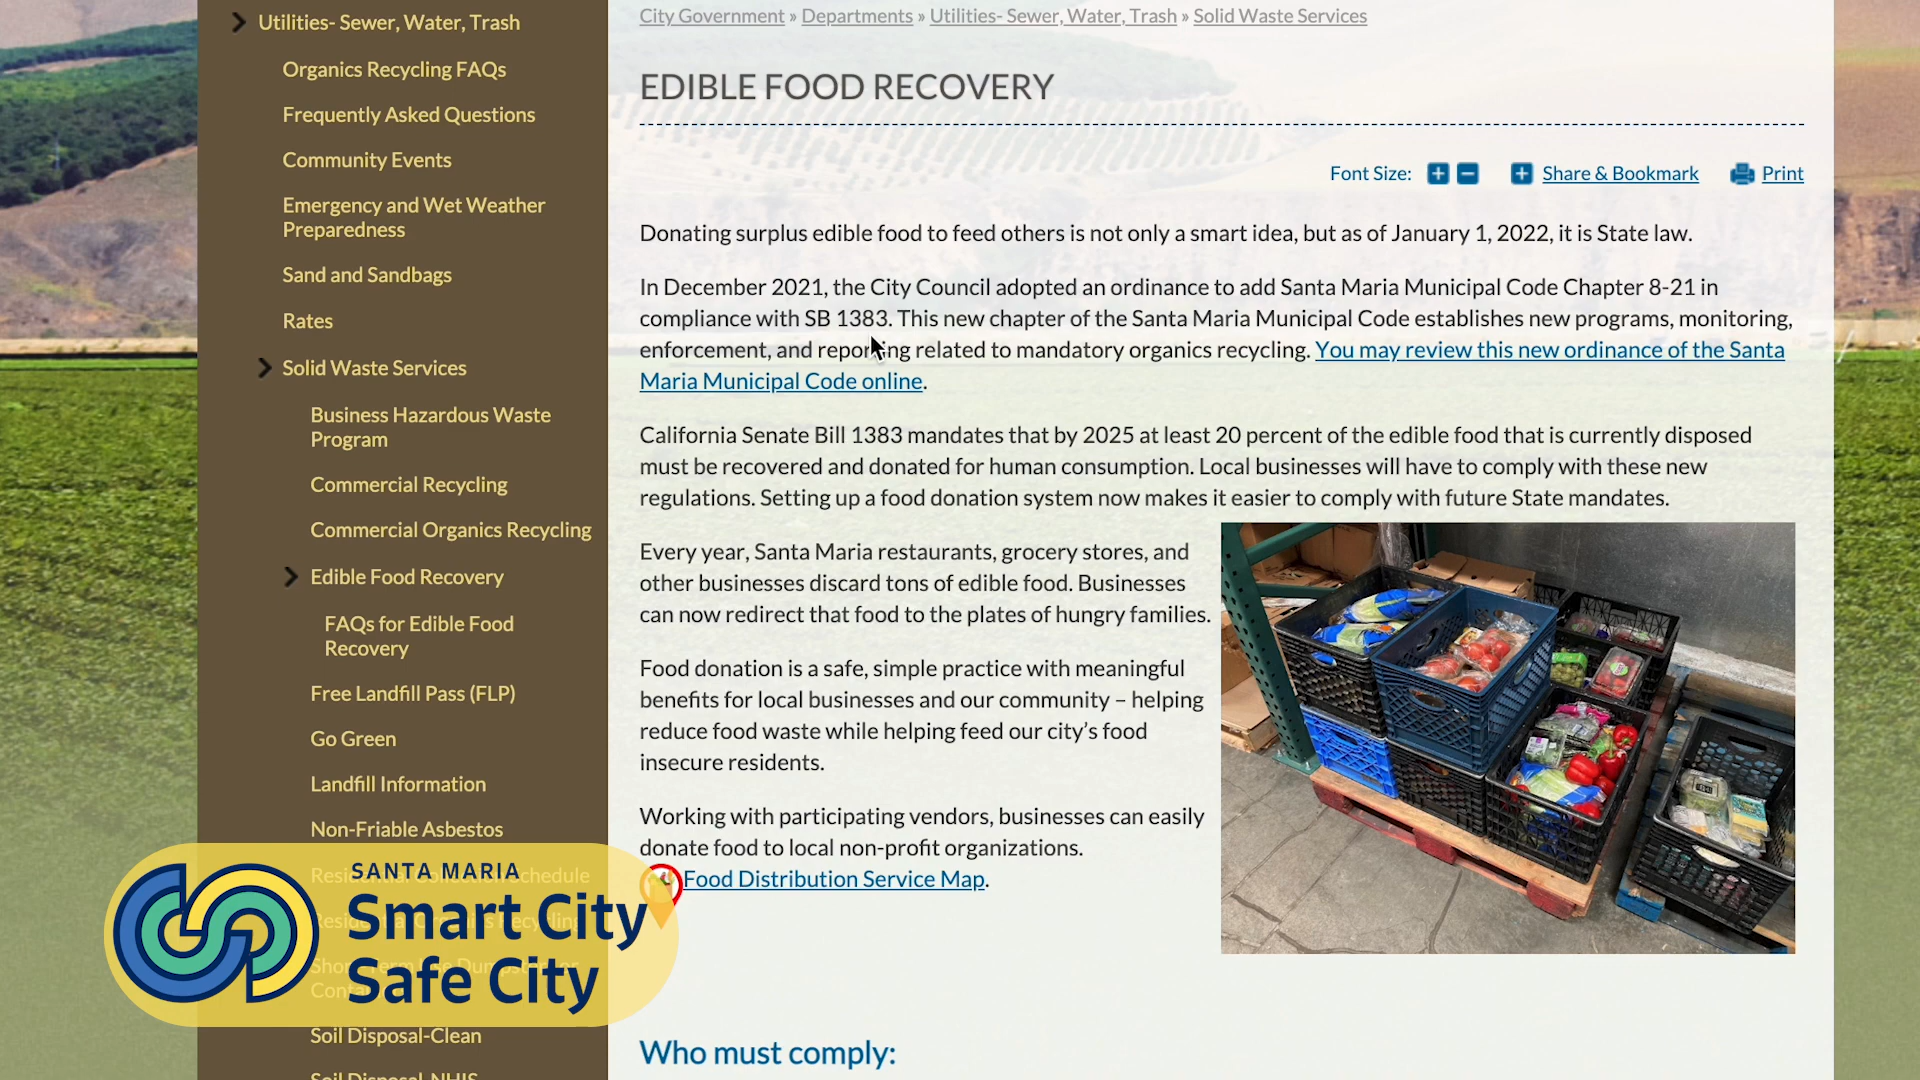 Utilities- Sewer, Water, Trash
Organics Recycling FAQs
Frequently Asked Questions
Community Events
Emergency and Wet Weather
Preparedness
Sand and Sandbags
Rates
Solid Waste Services
Business Hazardous Waste
Program
Commercial Recycling
Commercial Organics Recycling
Edible Food Recovery
FAQs for Edible Food
Recovery
Free Landfill Pass (FLP)
Go Green
Landfill Information
Non-Friable Asbestos
Soil Disposal-Clean
Soil Disposal-NHIS
SANTA MARIA
Smart City
Safe City
City Government » Departments » Utilities- Sewer, Water, Trash » Solid Waste Services
EDIBLE FOOD RECOVERY
Font Size: + - + Share & Bookmark Print
Donating surplus edible food to feed others is not only a smart idea, but as of January 1, 2022, it is State law.
In December 2021, the City Council adopted an ordinance to add Santa Maria Municipal Code Chapter 8-21 in
compliance with SB 1383. This new chapter of the Santa Maria Municipal Code establishes new programs, monitoring,
enforcement, and reporting related to mandatory organics recycling. You may review this new ordinance of the Santa
Maria Municipal Code online.
California Senate Bill 1383 mandates that by 2025 at least 20 percent of the edible food that is currently disposed
must be recovered and donated for human consumption. Local businesses will have to comply with these new
regulations. Setting up a food donation system now makes it easier to comply with future State mandates.
Every year, Santa Maria restaurants, grocery stores, and
other businesses discard tons of edible food. Businesses
can now redirect that food to the plates of hungry families.
Food donation is a safe, simple practice with meaningful
benefits for local businesses and our community – helping
reduce food waste while helping feed our city's food
insecure residents.
Working with participating vendors, businesses can easily
donate food to local non-profit organizations.
Food Distribution Service Map.
Who must comply: